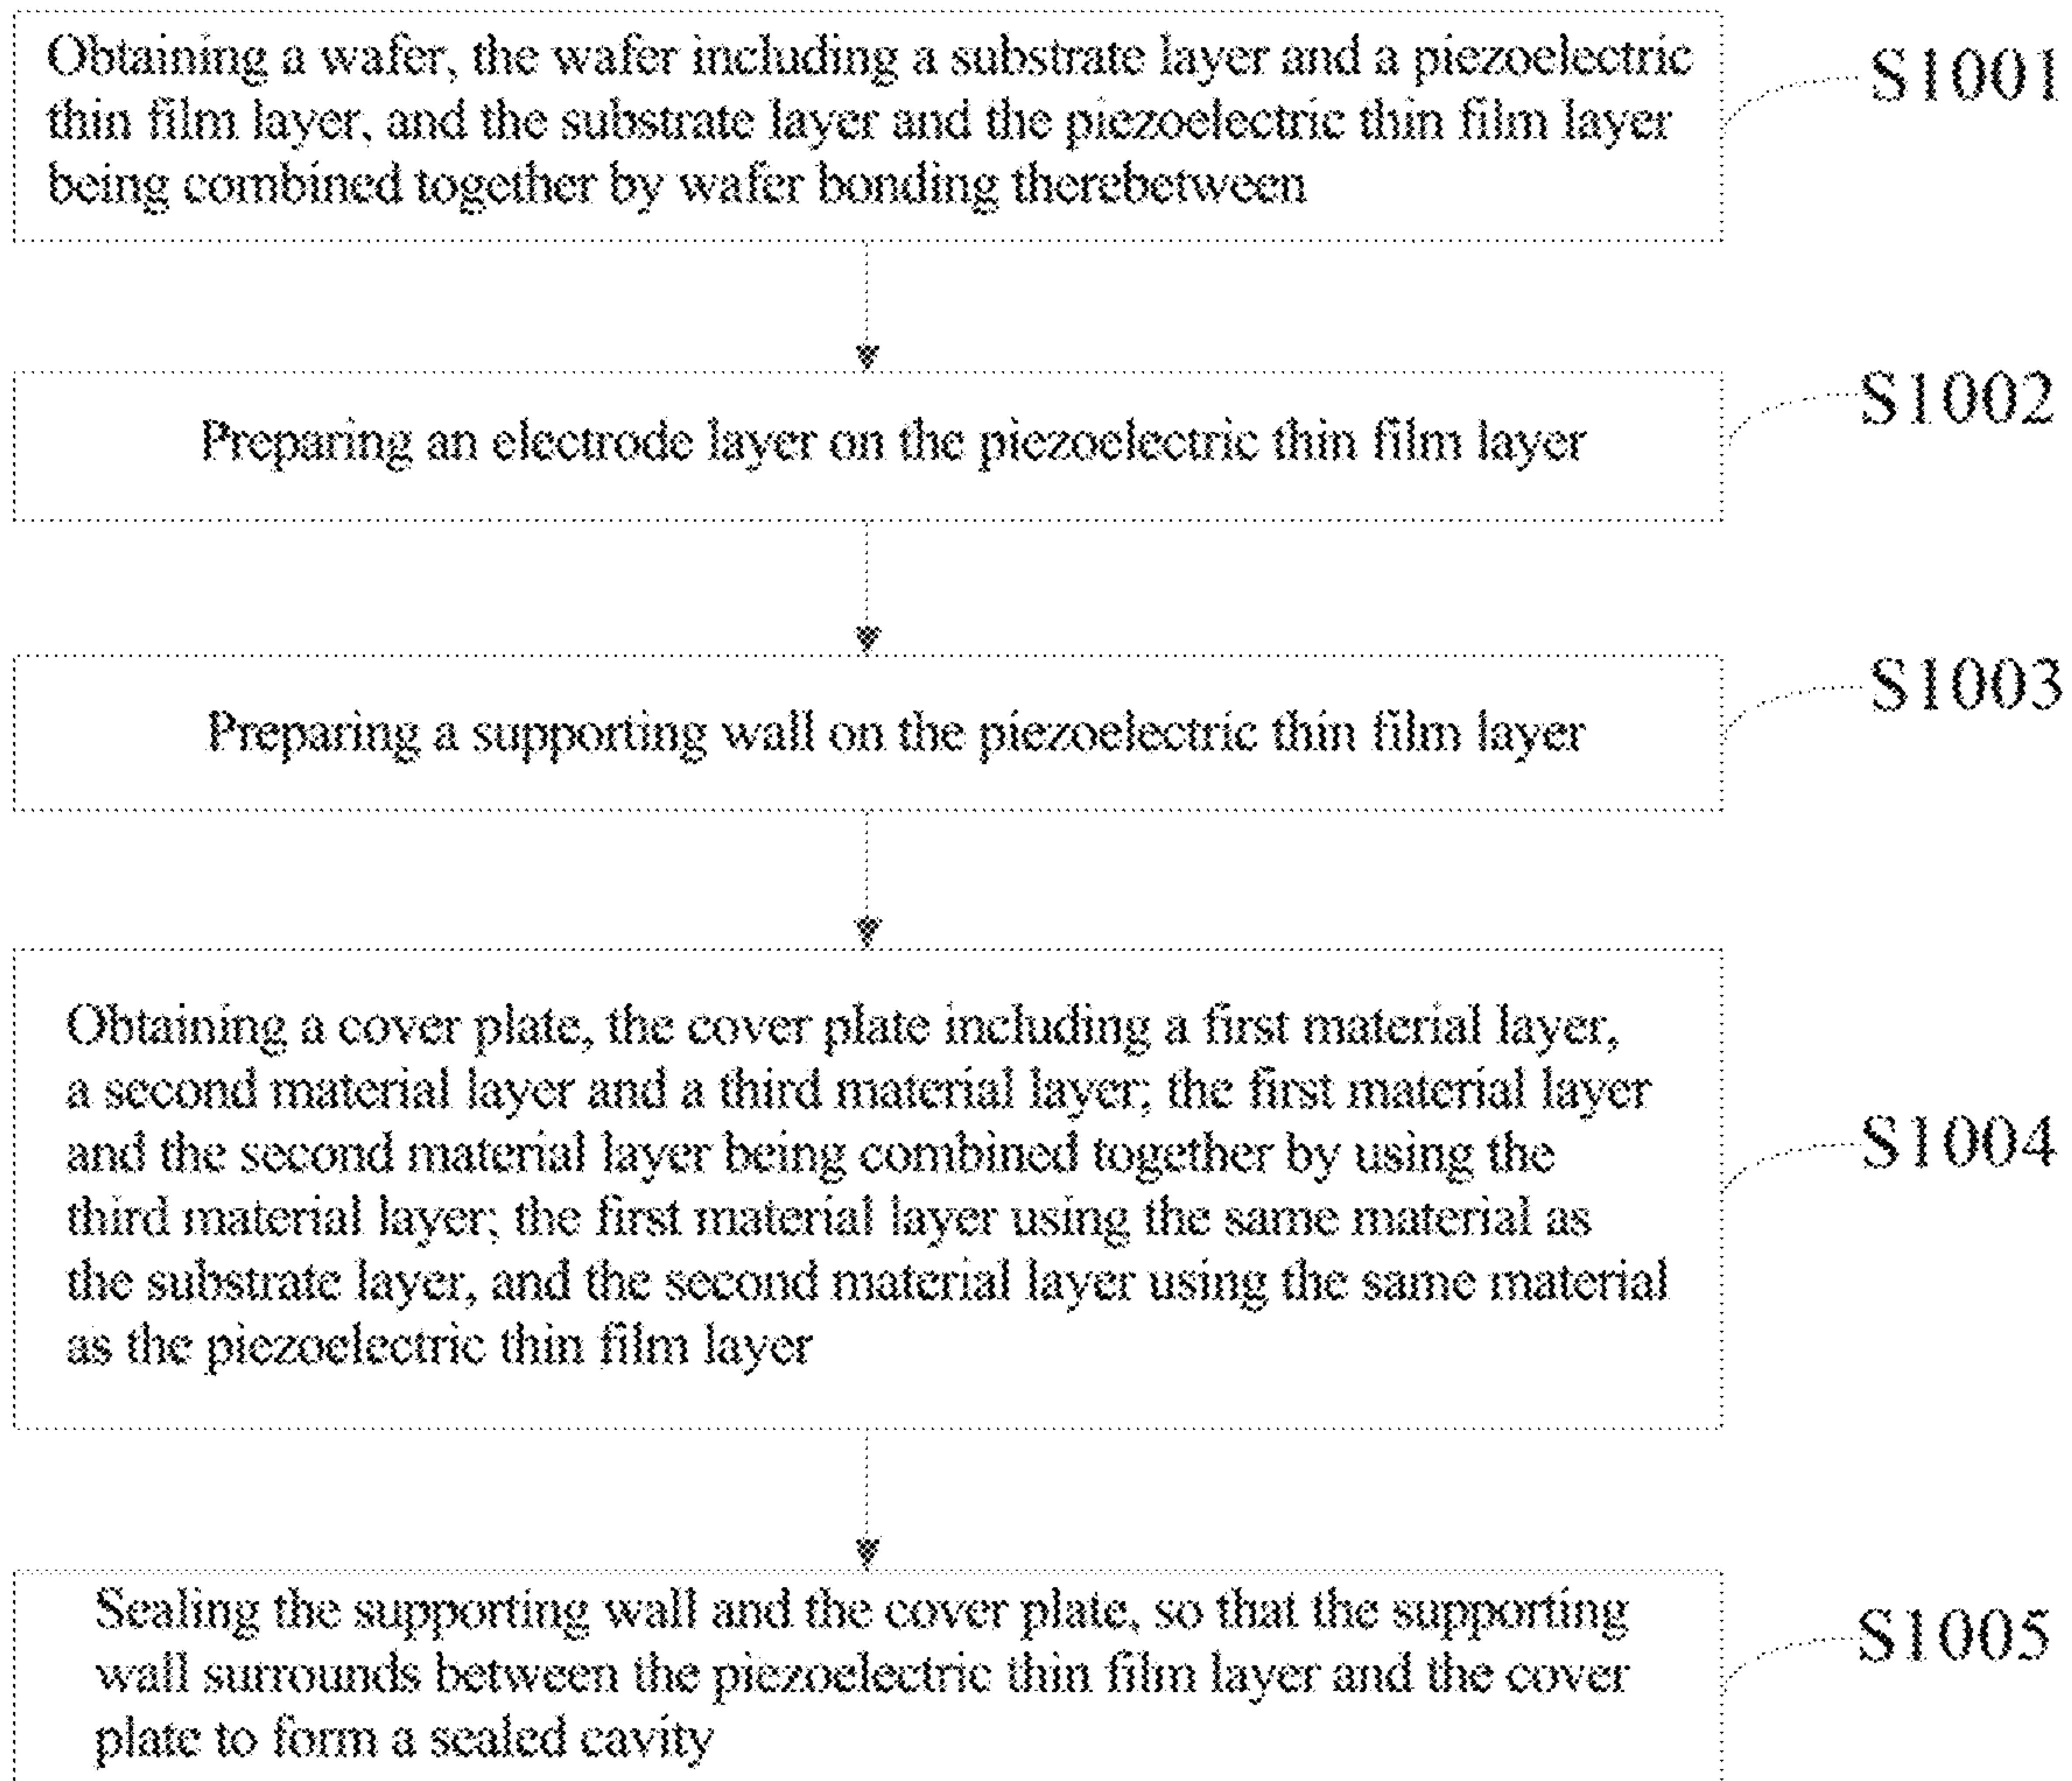 Obtaining a wafer, the wafer including a substrate layer and a piezoelectric
thin film layer, and the substrate layer and the piezoelectric thin film layer
being combined together by wafer bonding therebetween
S1001
Preparing an electrode layer on the piezoelectric thin film layer
S1002
Preparing a supporting wall on the piezoelectric thin film layer
S1003
Obtaining a cover plate, the cover plate including a first material layer,
a second material layer and a third material layer; the first material layer
and the second material layer being combined together by using the
third material layer; the first material layer using the same material as
the substrate layer, and the second material layer using the same material
as the piezoelectric thin film layer
S1004
Sealing the supporting wall and the cover plate, so that the supporting
wall surrounds between the piezoelectric thin film layer and the cover
plate to form a sealed cavity
S1005